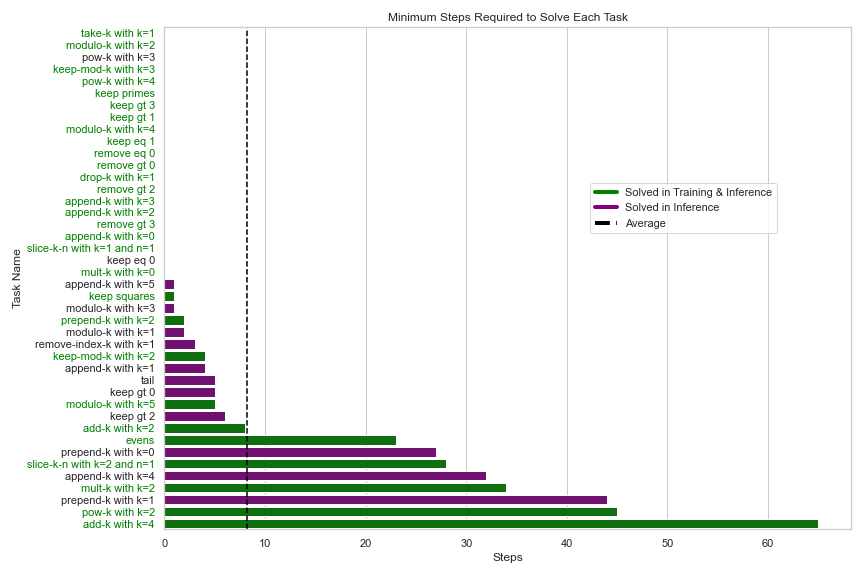 Minimum Steps Required to Solve Each Task
Task Name
take-k with k=1
modulo-k with k=2
pow-k with k=3
keep-mod-k with k=3
pow-k with k=4
keep primes
keep gt 3
keep gt 1
modulo-k with k=4
keep eq 1
remove eq 0
remove gt 0
drop-k with k=1
remove gt 2
append-k with k=3
append-k with k=2
remove gt 3
append-k with k=0
slice-k-n with k=1 and n=1
keep eq 0
mult-k with k=0
append-k with k=5
keep squares
modulo-k with k=3
prepend-k with k=2
modulo-k with k=1
remove-index-k with k=1
keep-mod-k with k=2
append-k with k=1
tail
keep gt 0
modulo-k with k=5
keep gt 2
add-k with k=2
evens
prepend-k with k=0
slice-k-n with k=2 and n=1
append-k with k=4
mult-k with k=2
prepend-k with k=1
pow-k with k=2
add-k with k=4
Solved in Training & Inference
Solved in Inference
Average
0 10 20 30 40 50 60
Steps